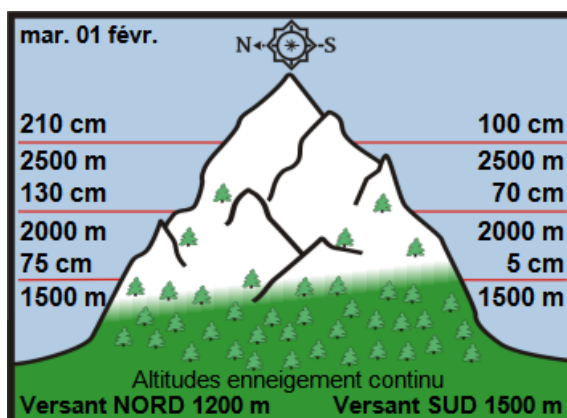 mar. 01 févr.
N S
210 cm 100 cm
2500 m 2500 m
130 cm 70 cm
2000 m 2000 m
75 cm 5 cm
1500 m 1500 m
Altitudes enneigement continu
Versant NORD 1200 m Versant SUD 1500 m